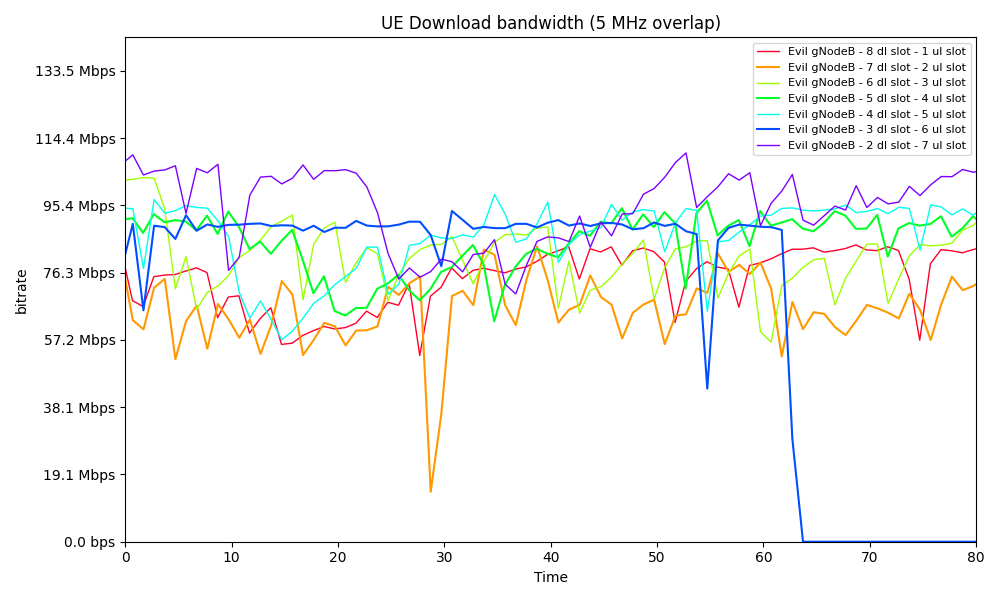 UE Download bandwidth (5 MHz overlap)
Evil gNodeB - 8 dl slot - 1 ul slot
Evil gNodeB - 7 dl slot - 2 ul slot
Evil gNodeB - 6 dl slot - 3 ul slot
Evil gNodeB - 5 dl slot - 4 ul slot
Evil gNodeB - 4 dl slot - 5 ul slot
Evil gNodeB - 3 dl slot - 6 ul slot
Evil gNodeB - 2 dl slot - 7 ul slot
133.5 Mbps
114.4 Mbps
95.4 Mbps
76.3 Mbps
57.2 Mbps
38.1 Mbps
19.1 Mbps
0.0 bps
bitrate
0 10 20 30 40 50 60 70 80
Time